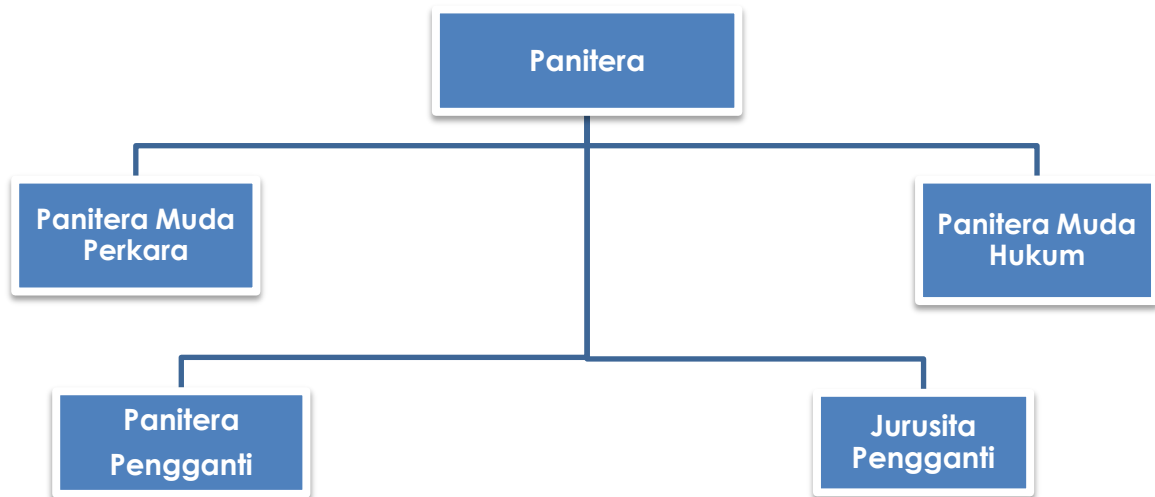 Panitera
Panitera Muda
Perkara
Panitera Muda
Hukum
Panitera
Pengganti
Jurusita
Pengganti